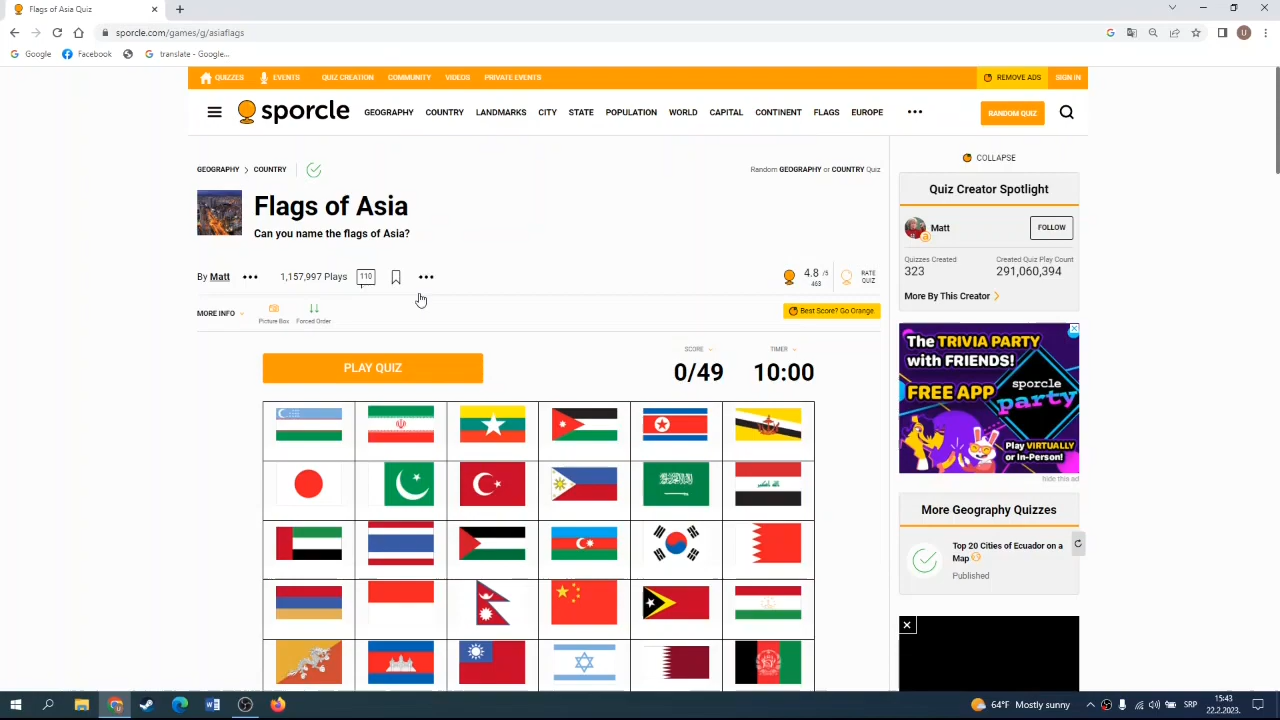 Flags of Asia Quiz
sporcle.com/games/g/asiaflags
Google
Facebook
translate - Google...
U
QUIZZES
EVENTS
QUIZ CREATION
COMMUNITY
VIDEOS
PRIVATE EVENTS
REMOVE ADS
SIGN IN
sporcle
GEOGRAPHY
COUNTRY
LANDMARKS
CITY
STATE
POPULATION
WORLD
CAPITAL
CONTINENT
FLAGS
EUROPE
RANDOM QUIZ
GEOGRAPHY > COUNTRY
Random GEOGRAPHY or COUNTRY Quiz
Flags of Asia
Can you name the flags of Asia?
By Matt
1,157,997 Plays
110
4.8 /5
463
RATE
QUIZ
MORE INFO
Picture Box
Forced Order
Best Score? Go Orange
PLAY QUIZ
SCORE
0/49
TIMER
10:00
COLLAPSE
Quiz Creator Spotlight
Matt
FOLLOW
Quizzes Created
323
Created Quiz Play Count
291,060,394
More By This Creator
The TRIVIA PARTY
with FRIENDS!
FREE APP
sporcle
party
Play VIRTUALLY
or In-Person!
hide this ad
More Geography Quizzes
Top 20 Cities of Ecuador on a
Map
Published
64°F Mostly sunny
SRP
15:43
22.2.2023.